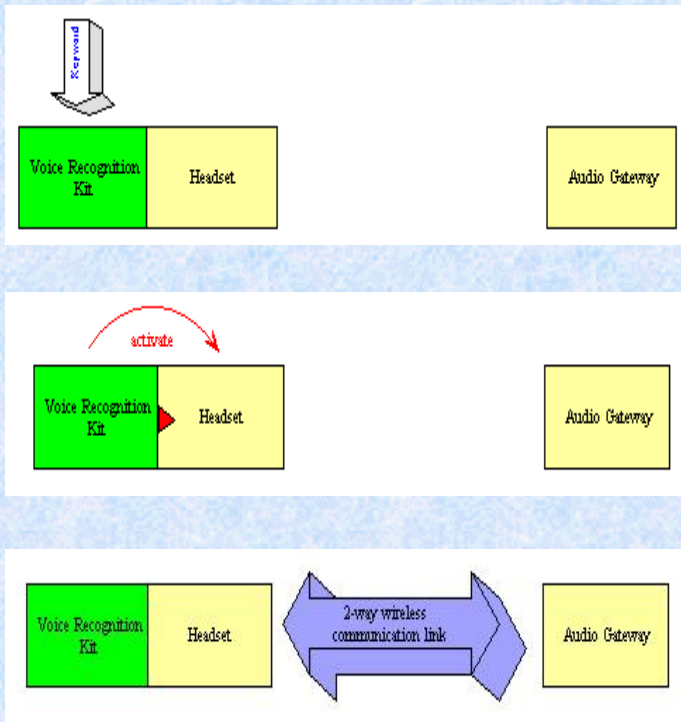 Keyword
Voice Recognition
Kit
Headset
Audio Gateway
activate
Voice Recognition
Kit
Headset
Audio Gateway
2-way wireless
communication link
Voice Recognition
Kit
Headset
Audio Gateway